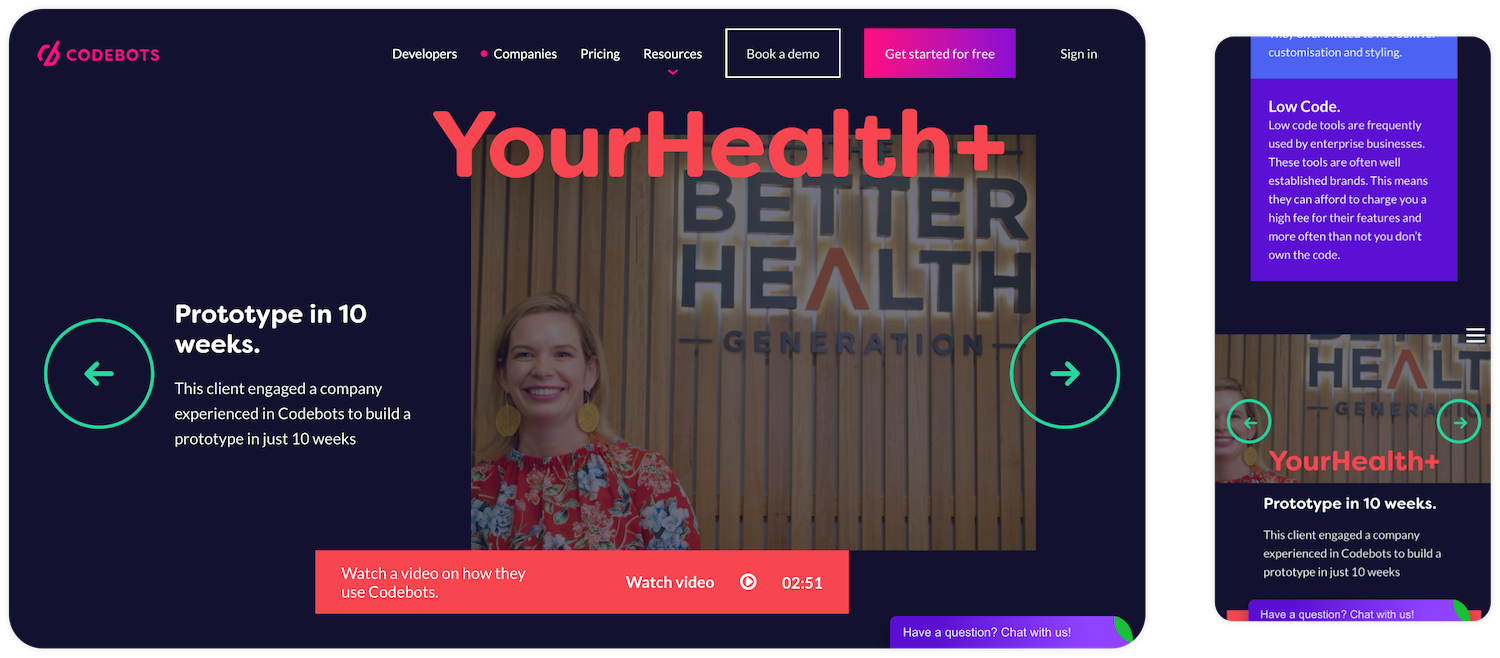 CODEBOTS
Developers
Companies
Pricing
Resources
Book a demo
Get started for free
Sign in
YourHealth+
BETTER
HEALTH
GENERATION
Prototype in 10
weeks.
This client engaged a company
experienced in Codebots to build a
prototype in just 10 weeks
Watch a video on how they
use Codebots.
Watch video
02:51
Have a question? Chat with us!
customisation and styling.
Low Code.
Low code tools are frequently
used by enterprise businesses.
These tools are often well
established brands. This means
they can afford to charge you a
high fee for their features and
more often than not you don't
own the code.
HEALT
GENERA
YourHealth+
Prototype in 10 weeks.
This client engaged a company
experienced in Codebots to build a
prototype in just 10 weeks
Have a question? Chat with us!